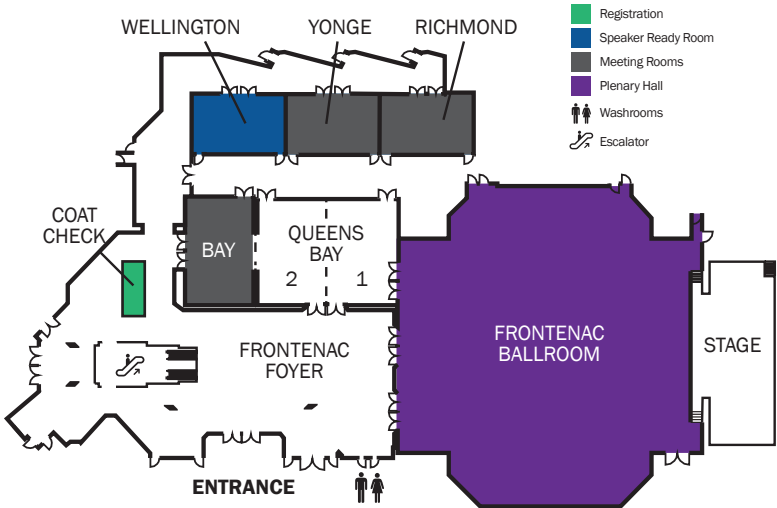 WELLINGTON
YONGE
RICHMOND
Registration
Speaker Ready Room
Meeting Rooms
Plenary Hall
Washrooms
Escalator
COAT
CHECK
BAY
QUEENS
BAY
2
1
FRONTENAC
FOYER
FRONTENAC
BALLROOM
STAGE
ENTRANCE